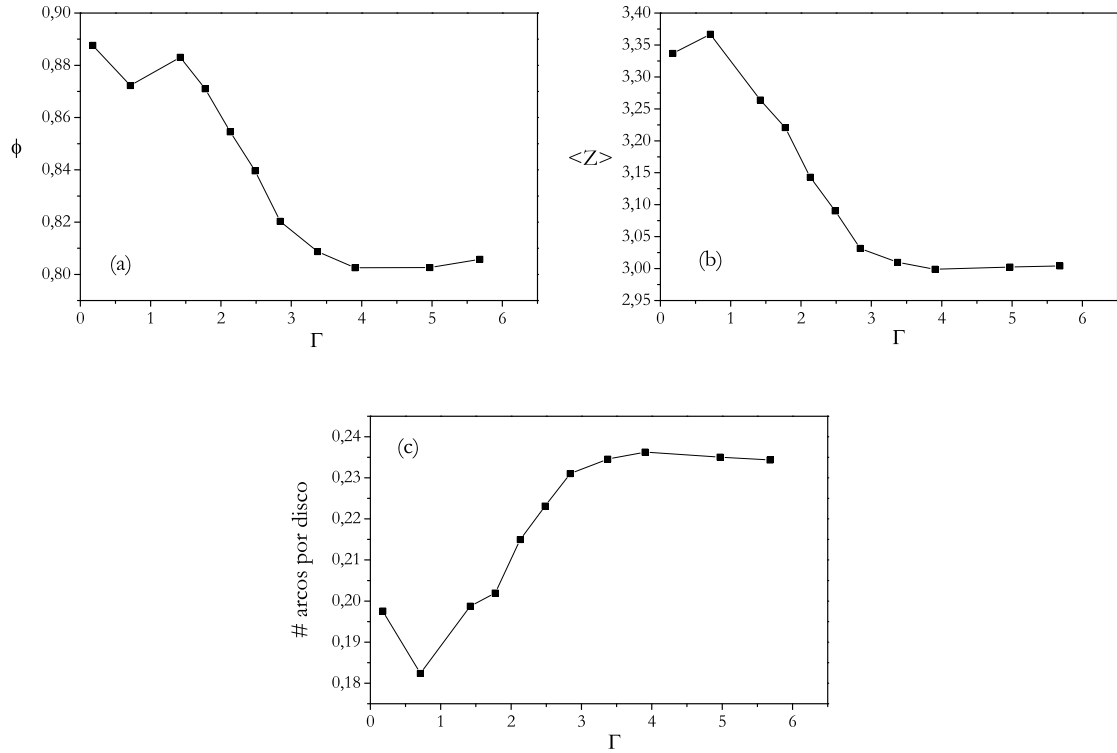 0,90
0,88
0,86
0,84
0,82
0,80
ϕ
(a)
0 1 2 3 4 5 6
Γ
3,40
3,35
3,30
3,25
3,20
3,15
3,10
3,05
3,00
2,95
<Z>
(b)
0 1 2 3 4 5 6
Γ
0,24
0,23
0,22
0,21
0,20
0,19
0,18
# arcos por disco
(c)
0 1 2 3 4 5 6
Γ